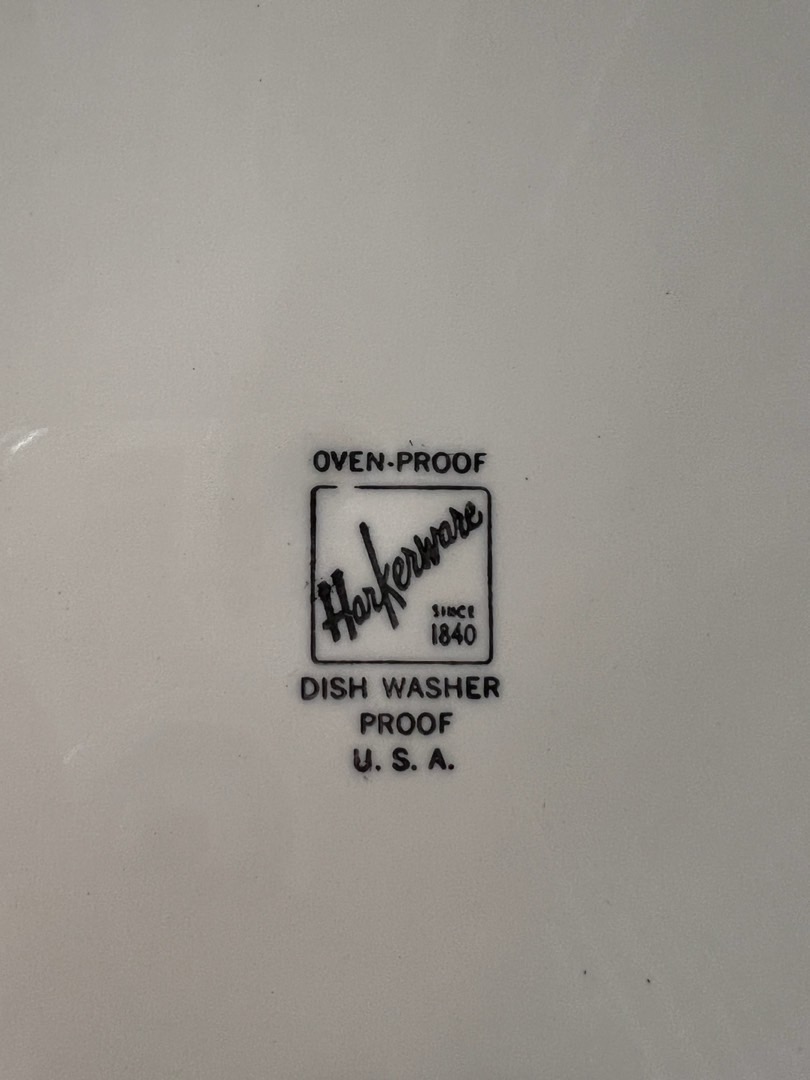 OVEN-PROOF
Harkerware
SINCE
1840
DISH WASHER
PROOF
U. S. A.